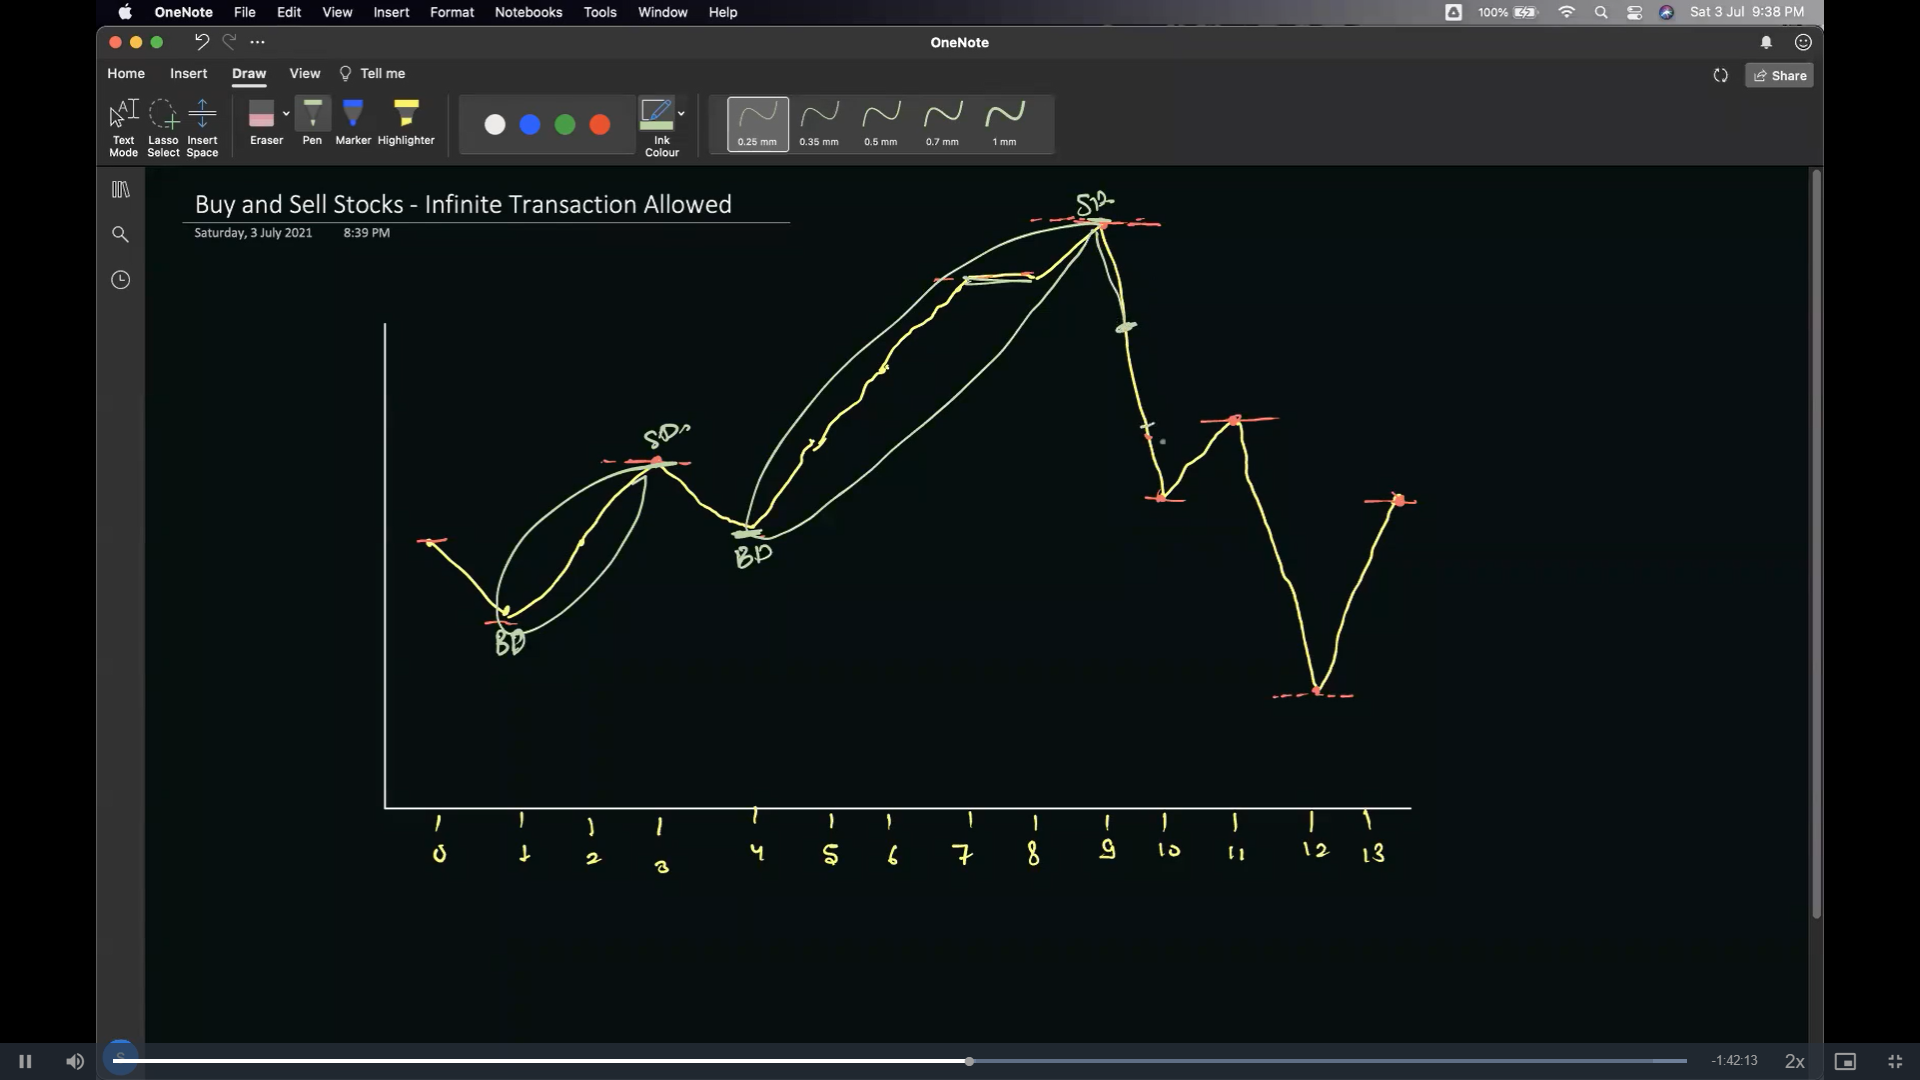 OneNote File Edit View Insert Format Notebooks Tools Window Help 100% Sat 3 Jul 9:38 PM
OneNote
Home Insert Draw View Tell me Share
Text Mode Lasso Select Insert Space Eraser Pen Marker Highlighter Ink Colour 0.25 mm 0.35 mm 0.5 mm 0.7 mm 1 mm
Buy and Sell Stocks - Infinite Transaction Allowed
Saturday, 3 July 2021 8:39 PM
SD
SD
BD
BD
0 1 2 3 4 5 6 7 8 9 10 11 12 13
-1:42:13 2x